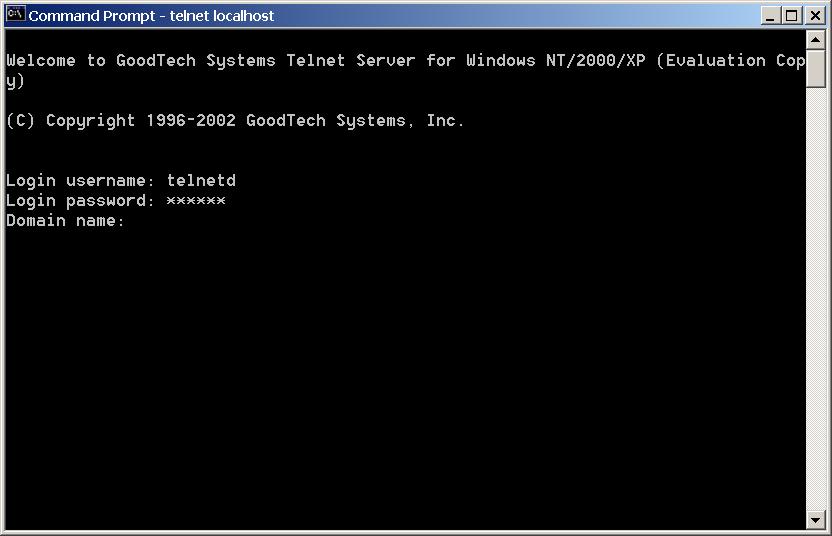 Command Prompt - telnet localhost
Welcome to GoodTech Systems Telnet Server for Windows NT/2000/XP (Evaluation Cop
y)
(C) Copyright 1996-2002 GoodTech Systems, Inc.
Login username: telnetd
Login password: ******
Domain name: